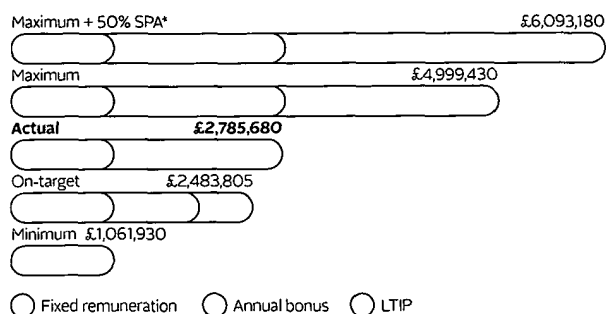 Maximum + 50% SPA* £6,093,180
Maximum £4,999,430
Actual £2,785,680
On-target £2,483,805
Minimum £1,061,930
Fixed remuneration Annual bonus LTIP